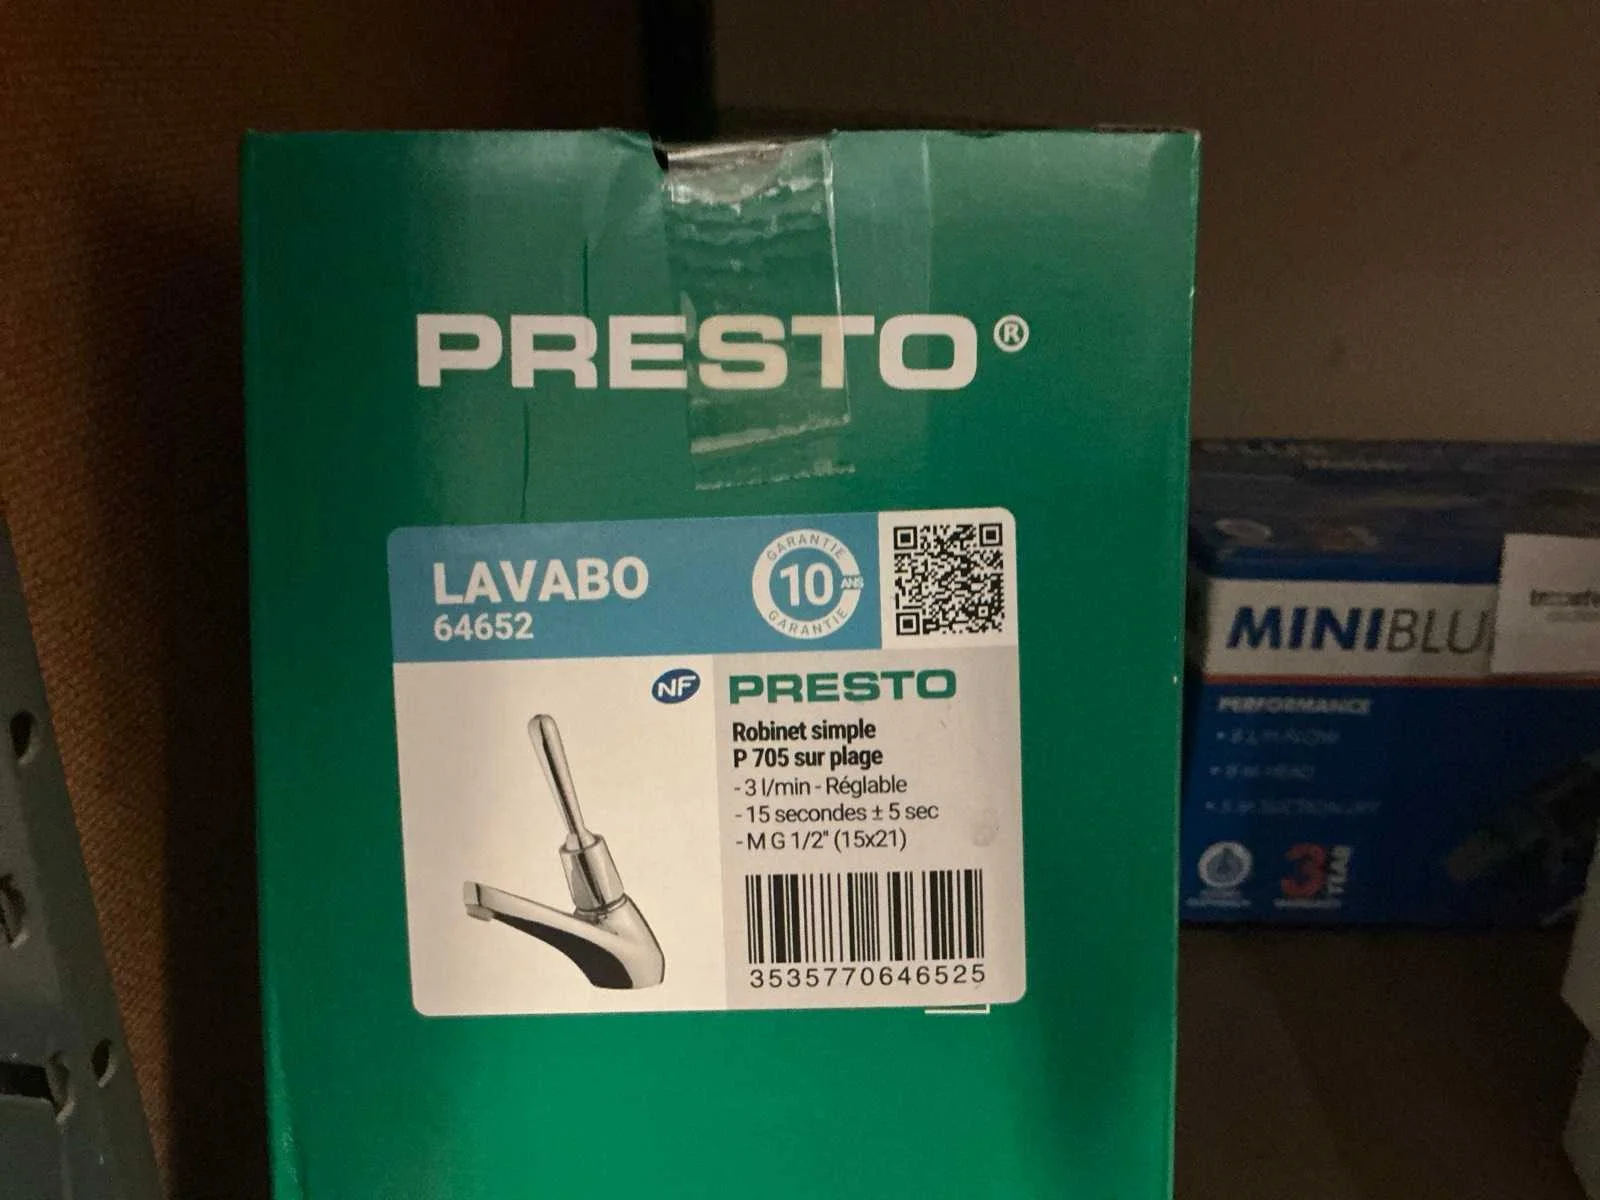 PRESTO®
LAVABO
64652
GARANTIE
10 ANS
GARANTIE
NF
PRESTO
Robinet simple
P 705 sur plage
- 3 l/min - Réglable
- 15 secondes ± 5 sec
- M G 1/2" (15x21)
3535770646525
MINIBLU
PERFORMANCE
3 YEAR